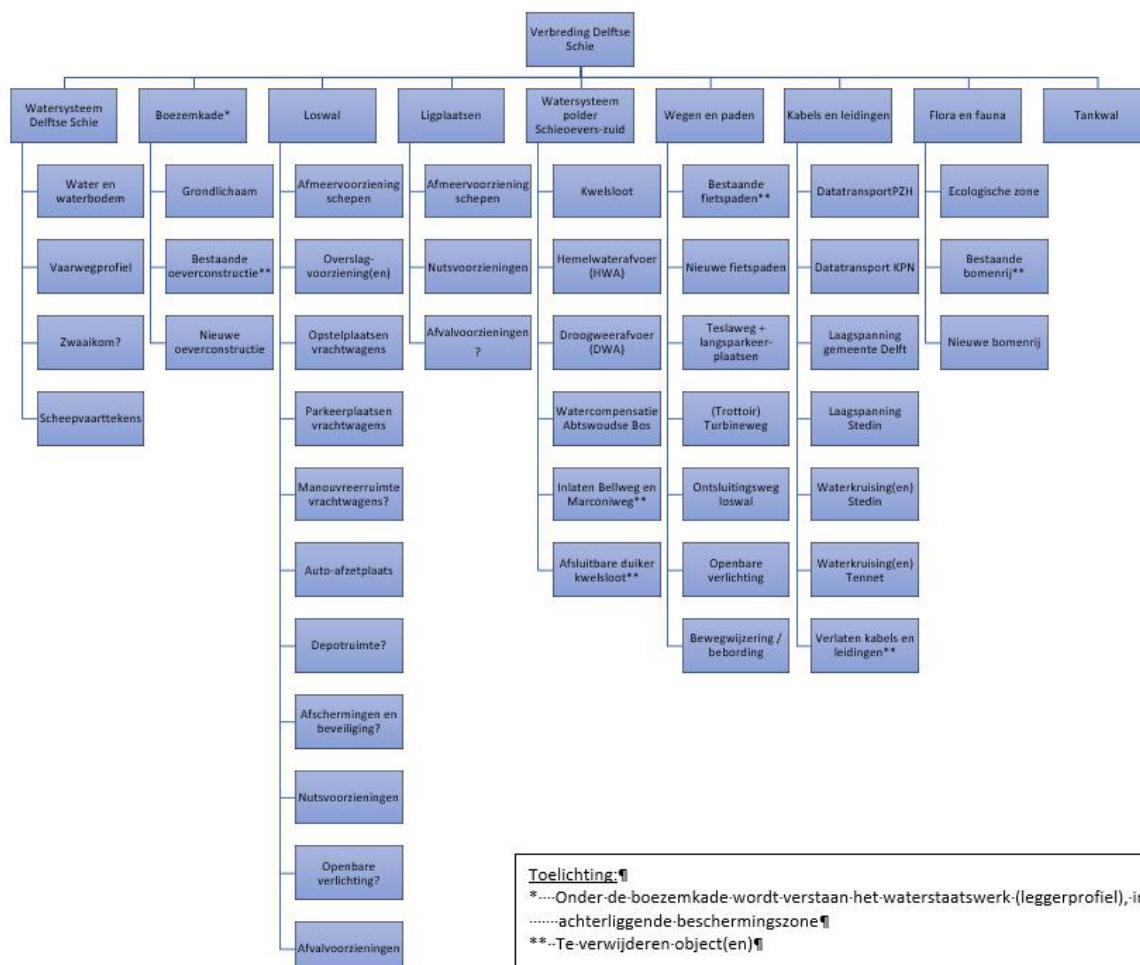 Verbreding Delftse
Schie
Watersysteem
Delftse Schie
Boezemkade*
Loswal
Ligplaatsen
Watersysteem
polder
Schieoevers-zuid
Wegen en paden
Kabels en leidingen
Flora en fauna
Tankwal
Water en
waterbodem
Vaarwegprofiel
Zwaaikom?
Scheepvaarttekens
Grondlichaam
Bestaande
oeverconstructie**
Nieuwe
oeverconstructie
Afmeervoorziening
schepen
Overslag-
voorziening(en)
Opstelplaatsen
vrachtwagens
Parkeerplaatsen
vrachtwagens
Manouvreerruimte
vrachtwagens?
Auto-afzetplaats
Depotruimte?
Afschermingen en
beveiliging?
Nutsvoorzieningen
Openbare
verlichting?
Afvalvoorzieningen
Afmeervoorziening
schepen
Nutsvoorzieningen
Afvalvoorzieningen
?
Kwelsloot
Hemelwaterafvoer
(HWA)
Droogweerafvoer
(DWA)
Watercompensatie
Abtswoudse Bos
Inlaten Bellweg en
Marconiweg**
Afsluitbare duiker
kwelsloot**
Bestaande
fietspaden**
Nieuwe fietspaden
Teslaweg +
langsparkeer-
plaatsen
(Trottoir)
Turbineweg
Ontsluitingsweg
loswal
Openbare
verlichting
Bewegwijzering /
bebording
DatatransportPZH
Datatransport KPN
Laagspanning
gemeente Delft
Laagspanning
Stedin
Waterkruising(en)
Stedin
Waterkruising(en)
Tennet
Verlaten kabels en
leidingen**
Ecologische zone
Bestaande
bomenrij**
Nieuwe bomenrij
Toelichting:¶
*····Onder·de·boezemkade·wordt·verstaan·het·waterstaatswerk·(leggerprofiel),·in
·······achterliggende·beschermingszone¶
**··Te·verwijderen·object(en)¶